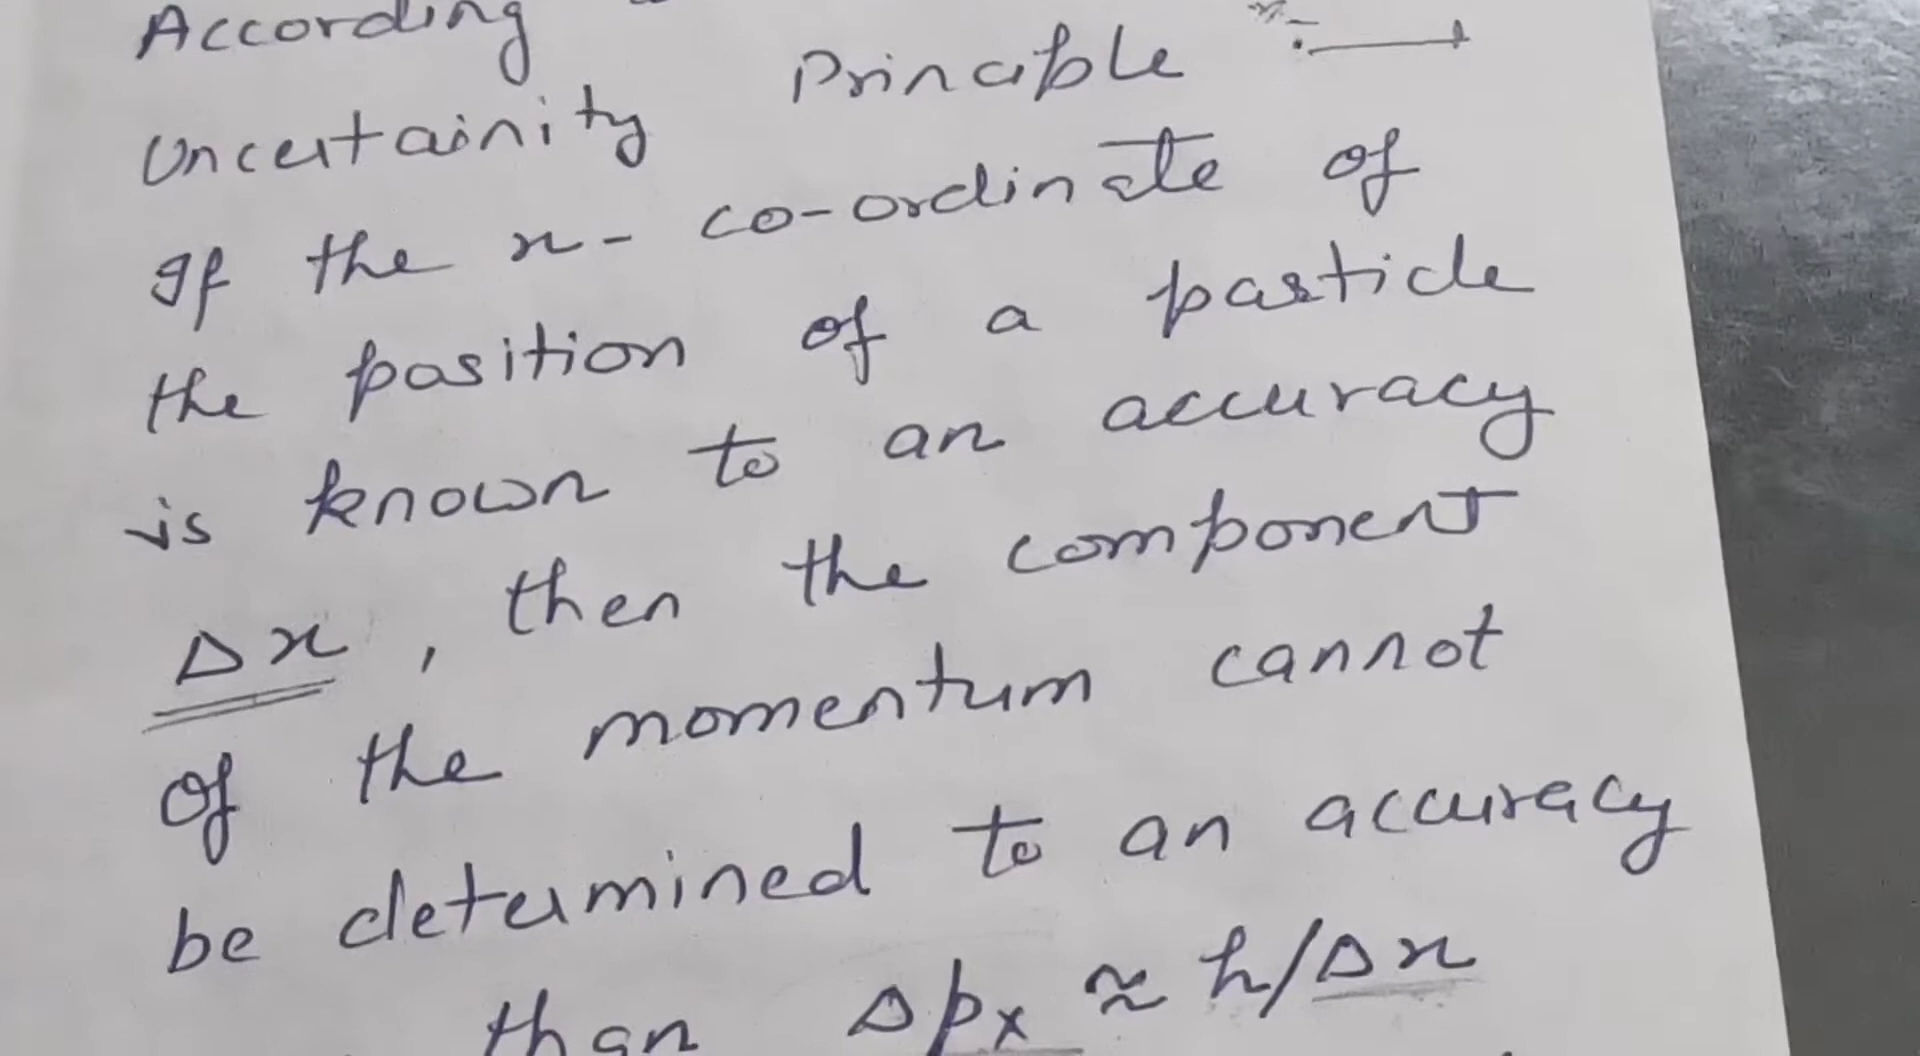 According
Uncertainity Principle :-
If the x- co-ordinate of
the position of a particle
is known to an accuracy
Δx, then the component
of the momentum cannot
be determined to an accuracy
than Δpx ≈ ħ/Δx